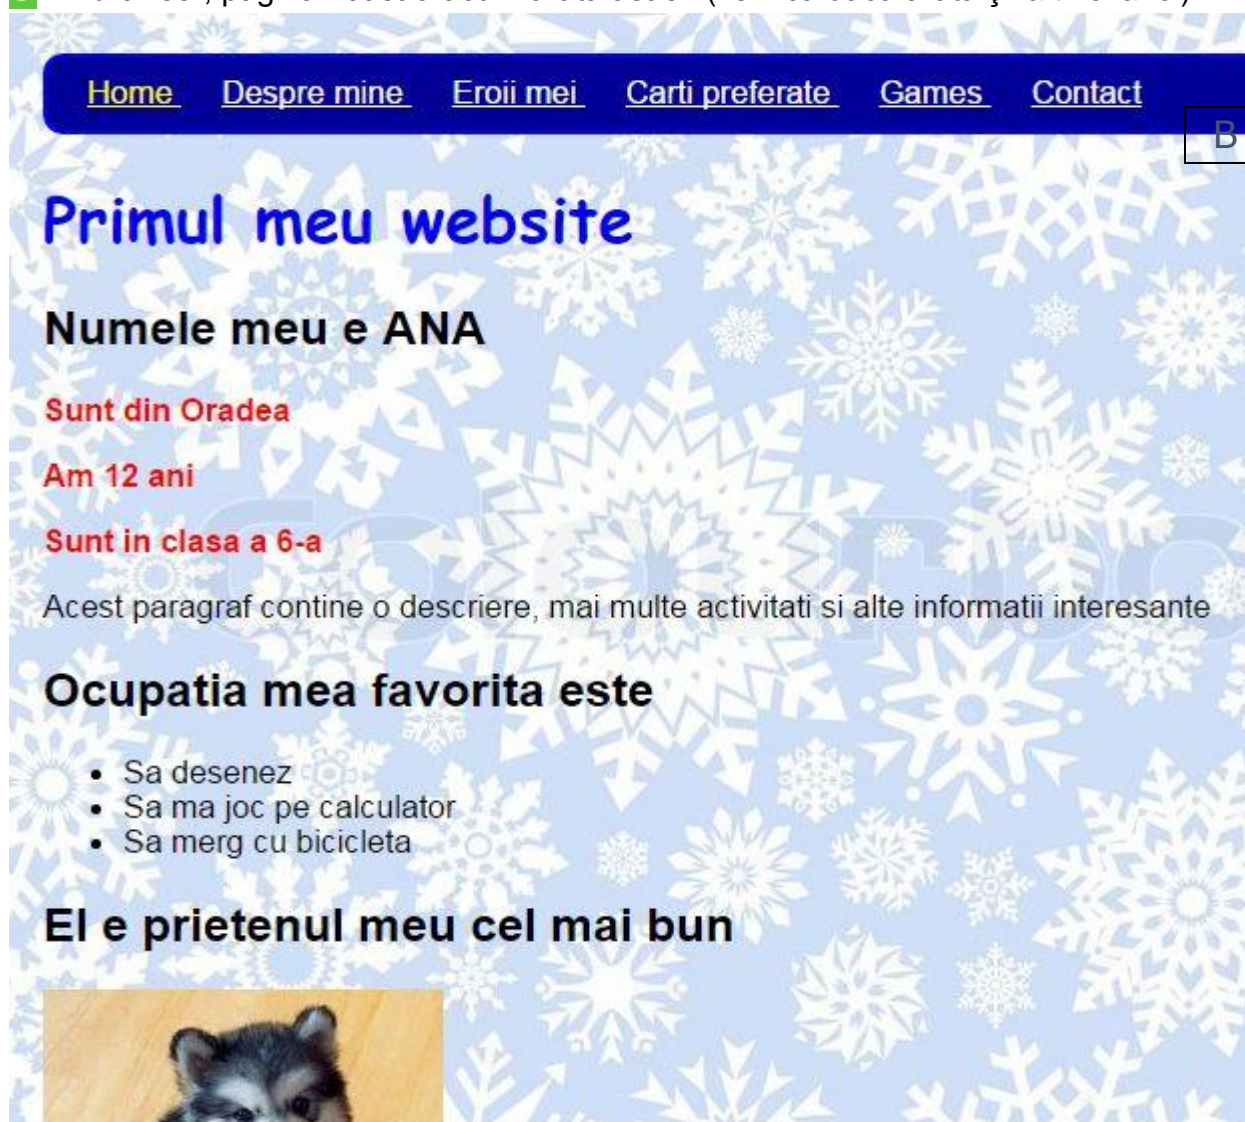 Home Despre mine Eroii mei Carti preferate Games Contact
B
Primul meu website
Numele meu e ANA
Sunt din Oradea
Am 12 ani
Sunt in clasa a 6-a
Acest paragraf contine o descriere, mai multe activitati si alte informatii interesante
Ocupatia mea favorita este
Sa desenez
Sa ma joc pe calculator
Sa merg cu bicicleta
El e prietenul meu cel mai bun